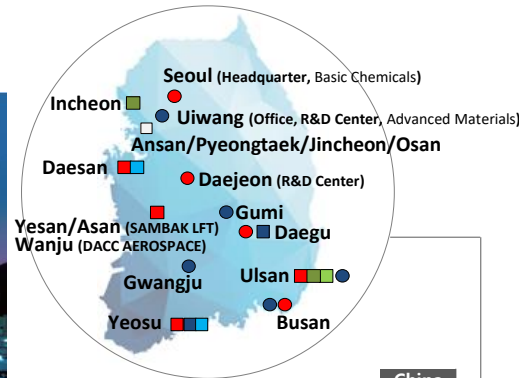 Seoul (Headquarter, Basic Chemicals)
Incheon
Uiwang (Office, R&D Center, Advanced Materials)
Ansan/Pyeongtaek/Jincheon/Osan
Daesan
Daejeon (R&D Center)
Gumi
Yesan/Asan (SAMBAK LFT)
Daegu
Wanju (DACC AEROSPACE)
Gwangju
Ulsan
Yeosu
Busan
China